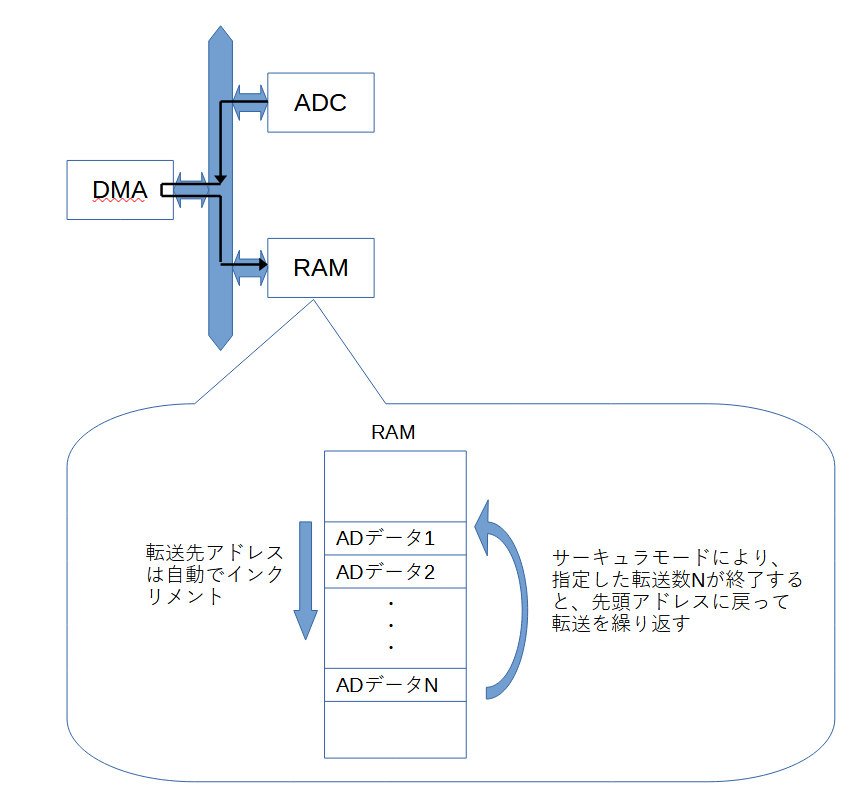 ADC
DMA
RAM
RAM
ADデータ1
ADデータ2
・
・
・
ADデータN
転送先アドレス
は自動でインク
リメント
サーキュラモードにより、
指定した転送数Nが終了する
と、先頭アドレスに戻って
転送を繰り返す